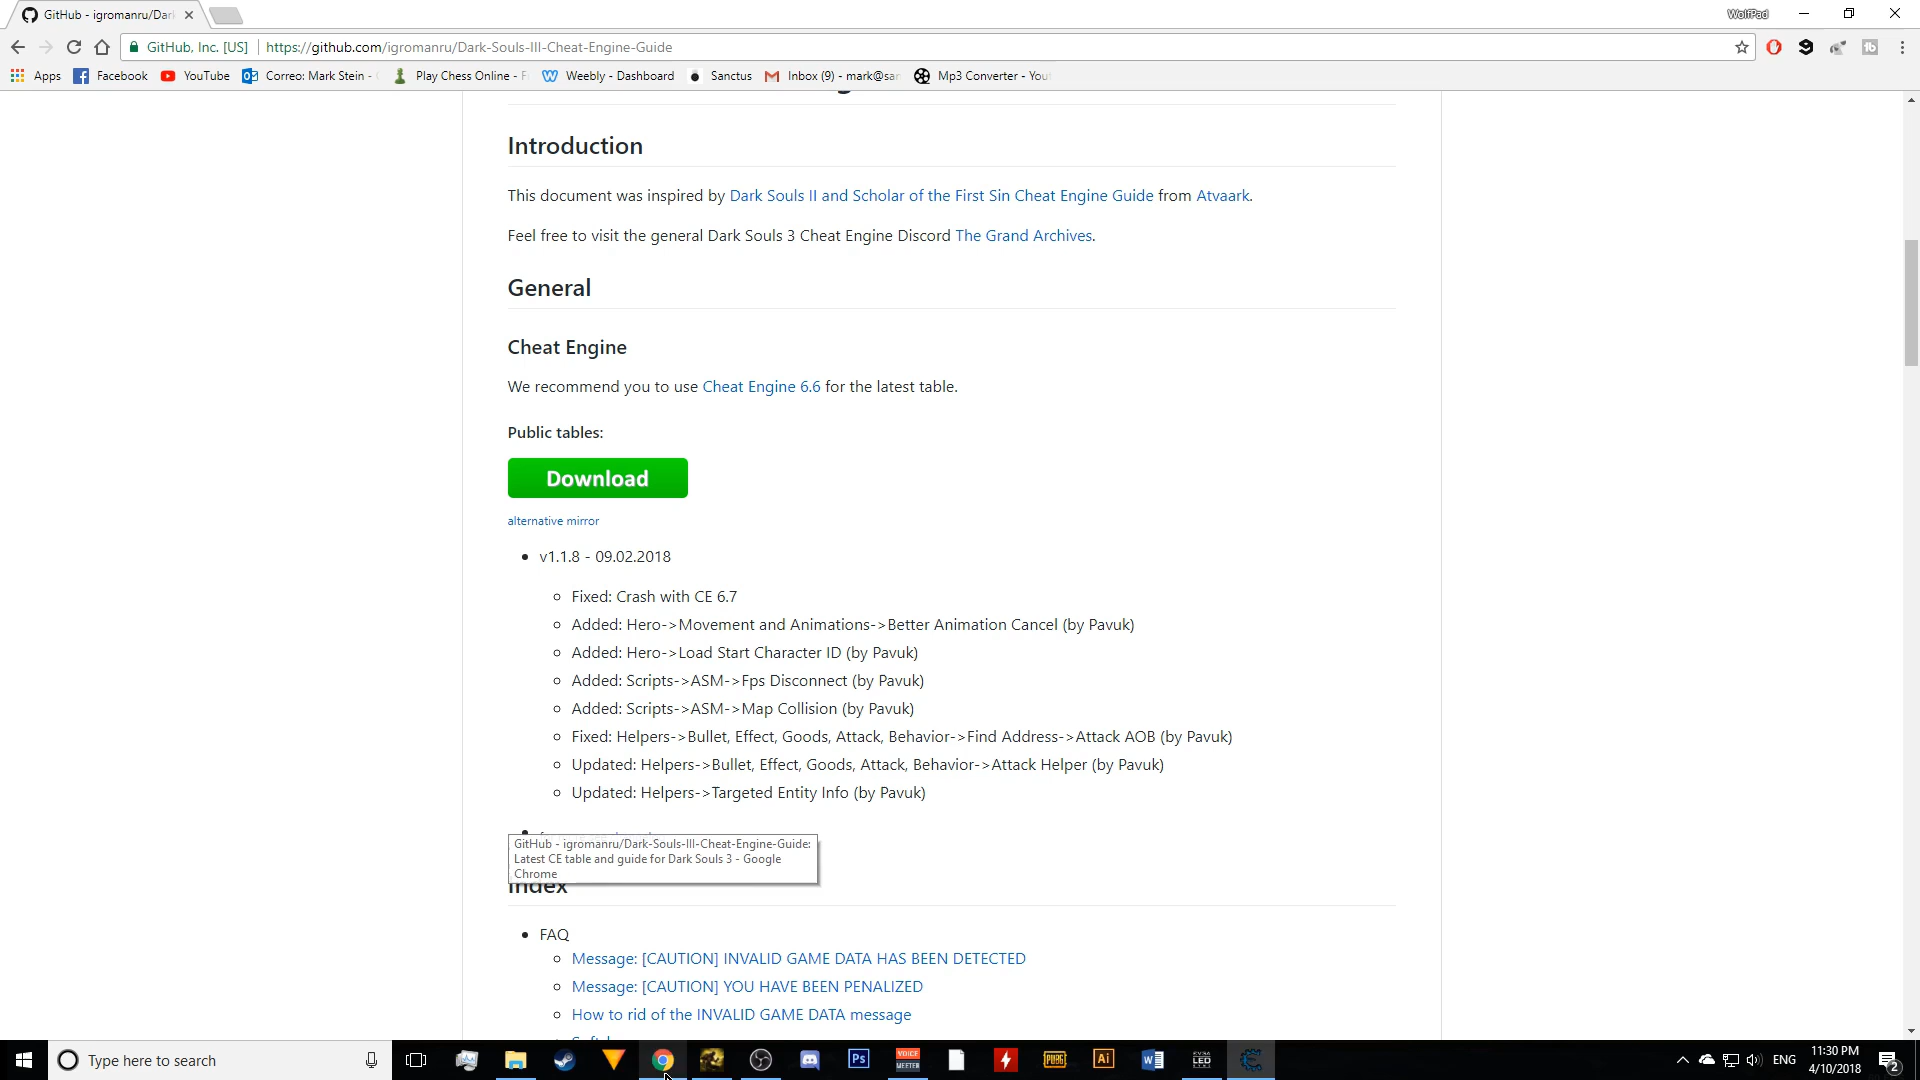 GitHub - igromanru/Dar
WolfPad
GitHub, Inc. [US]
https://github.com/igromanru/Dark-Souls-III-Cheat-Engine-Guide
Apps
Facebook
YouTube
Correo: Mark Stein -
Play Chess Online - F
Weebly - Dashboard
Sanctus
Inbox (9) - mark@sar
Mp3 Converter - You
Introduction
This document was inspired by Dark Souls II and Scholar of the First Sin Cheat Engine Guide from Atvaark.
Feel free to visit the general Dark Souls 3 Cheat Engine Discord The Grand Archives.
General
Cheat Engine
We recommend you to use Cheat Engine 6.6 for the latest table.
Public tables:
Download
alternative mirror
v1.1.8 - 09.02.2018
Fixed: Crash with CE 6.7
Added: Hero->Movement and Animations->Better Animation Cancel (by Pavuk)
Added: Hero->Load Start Character ID (by Pavuk)
Added: Scripts->ASM->Fps Disconnect (by Pavuk)
Added: Scripts->ASM->Map Collision (by Pavuk)
Fixed: Helpers->Bullet, Effect, Goods, Attack, Behavior->Find Address->Attack AOB (by Pavuk)
Updated: Helpers->Bullet, Effect, Goods, Attack, Behavior->Attack Helper (by Pavuk)
Updated: Helpers->Targeted Entity Info (by Pavuk)
GitHub - igromanru/Dark-Souls-III-Cheat-Engine-Guide:
Latest CE table and guide for Dark Souls 3 - Google
Chrome
Index
FAQ
Message: [CAUTION] INVALID GAME DATA HAS BEEN DETECTED
Message: [CAUTION] YOU HAVE BEEN PENALIZED
How to rid of the INVALID GAME DATA message
Type here to search
Ps
VOICE
MEETER
PUBG
Ai
EVGA
LED
ENG
11:30 PM
4/10/2018
2